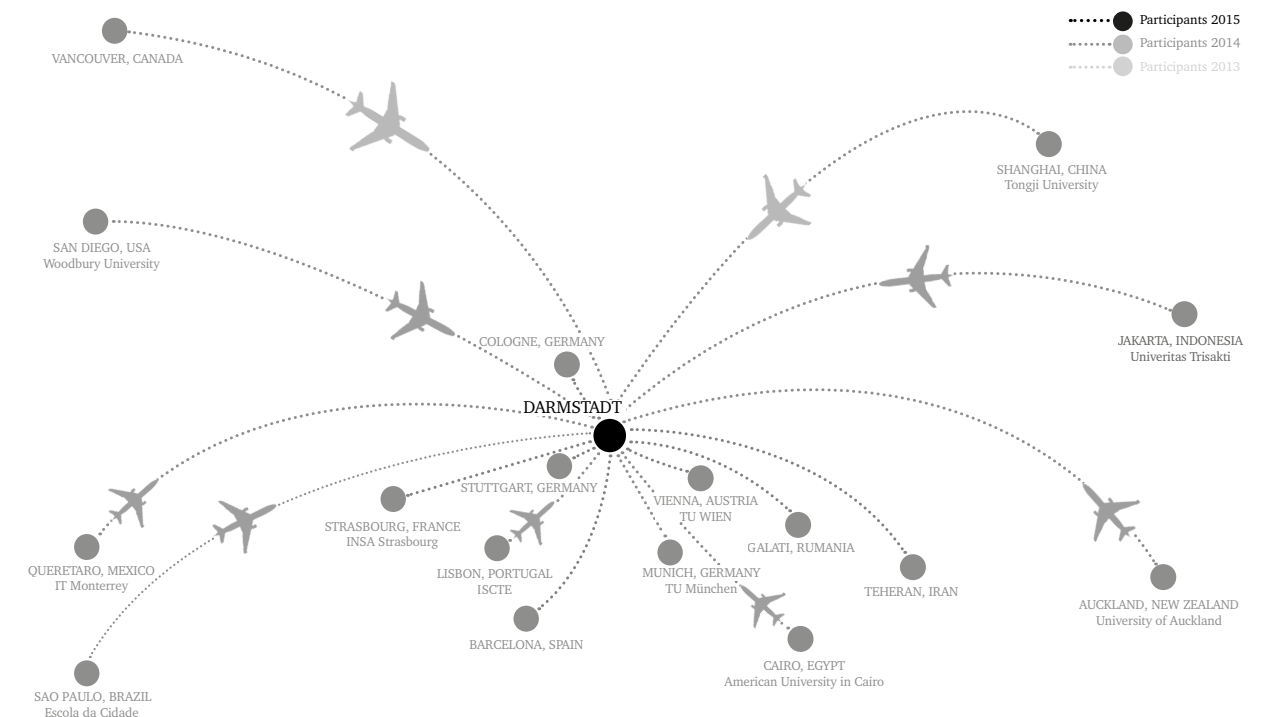 Participants 2015
Participants 2014
Participants 2013
VANCOUVER, CANADA
SHANGHAI, CHINA
Tongji University
SAN DIEGO, USA
Woodbury University
COLOGNE, GERMANY
JAKARTA, INDONESIA
Univeritas Trisakti
DARMSTADT
STUTTGART, GERMANY
VIENNA, AUSTRIA
TU WIEN
STRASBOURG, FRANCE
INSA Strasbourg
GALATI, RUMANIA
QUERETARO, MEXICO
IT Monterrey
LISBON, PORTUGAL
ISCTE
MUNICH, GERMANY
TU München
TEHERAN, IRAN
AUCKLAND, NEW ZEALAND
University of Auckland
BARCELONA, SPAIN
CAIRO, EGYPT
American University in Cairo
SAO PAULO, BRAZIL
Escola da Cidade